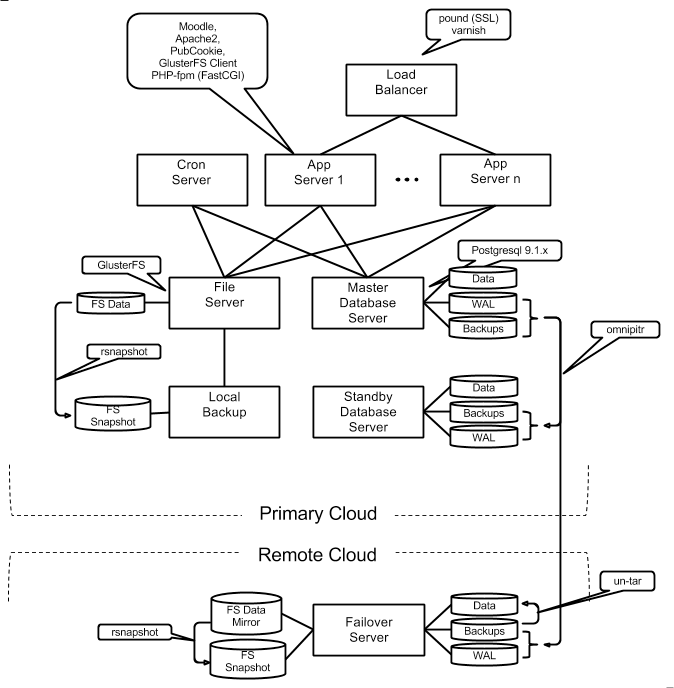 Moodle,
Apache2,
PubCookie,
GlusterFS Client
PHP-fpm (FastCGI)
pound (SSL)
varnish
Load
Balancer
Cron
Server
App
Server 1
App
Server n
GlusterFS
File
Server
FS Data
Master
Database
Server
Postgresql 9.1.x
Data
WAL
Backups
omnipitr
rsnapshot
FS
Snapshot
Local
Backup
Standby
Database
Server
Data
Backups
WAL
Primary Cloud
Remote Cloud
un-tar
rsnapshot
FS Data
Mirror
FS
Snapshot
Failover
Server
Data
Backups
WAL